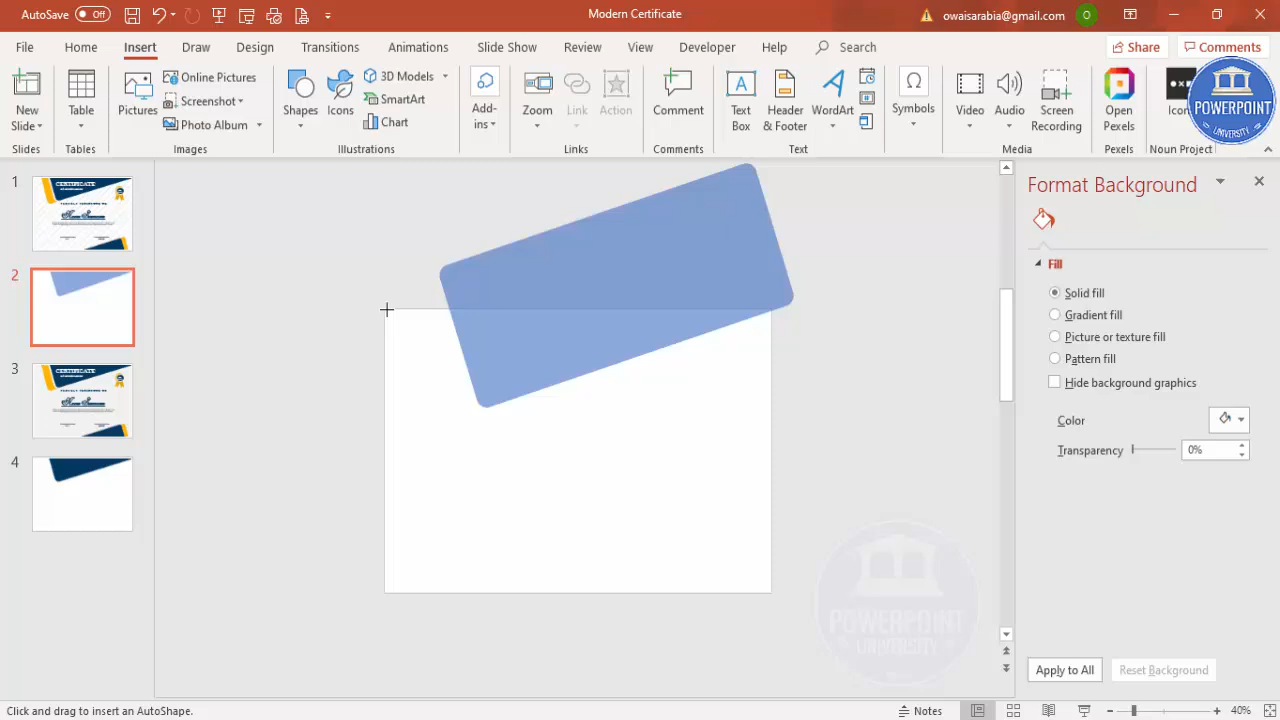 AutoSave Off
Modern Certificate
owaisarabia@gmail.com
O
File Home Insert Draw Design Transitions Animations Slide Show Review View Developer Help Search
Share Comments
New Slide
Table
Pictures
Online Pictures
Screenshot
Photo Album
Shapes
Icons
3D Models
SmartArt
Chart
Add-ins
Zoom
Link
Action
Comment
Text Box
Header & Footer
WordArt
Symbols
Video
Audio
Screen Recording
Open Pexels
Icon
POWERPOINT
UNIVERSITY
Slides Tables Images Illustrations Links Comments Text Media Pexels Noun Project
1
CERTIFICATE
2
3
CERTIFICATE
4
Format Background
Fill
Solid fill
Gradient fill
Picture or texture fill
Pattern fill
Hide background graphics
Color
Transparency 0%
POWERPOINT
UNIVERSITY
Apply to All Reset Background
Click and drag to insert an AutoShape.
Notes
40%